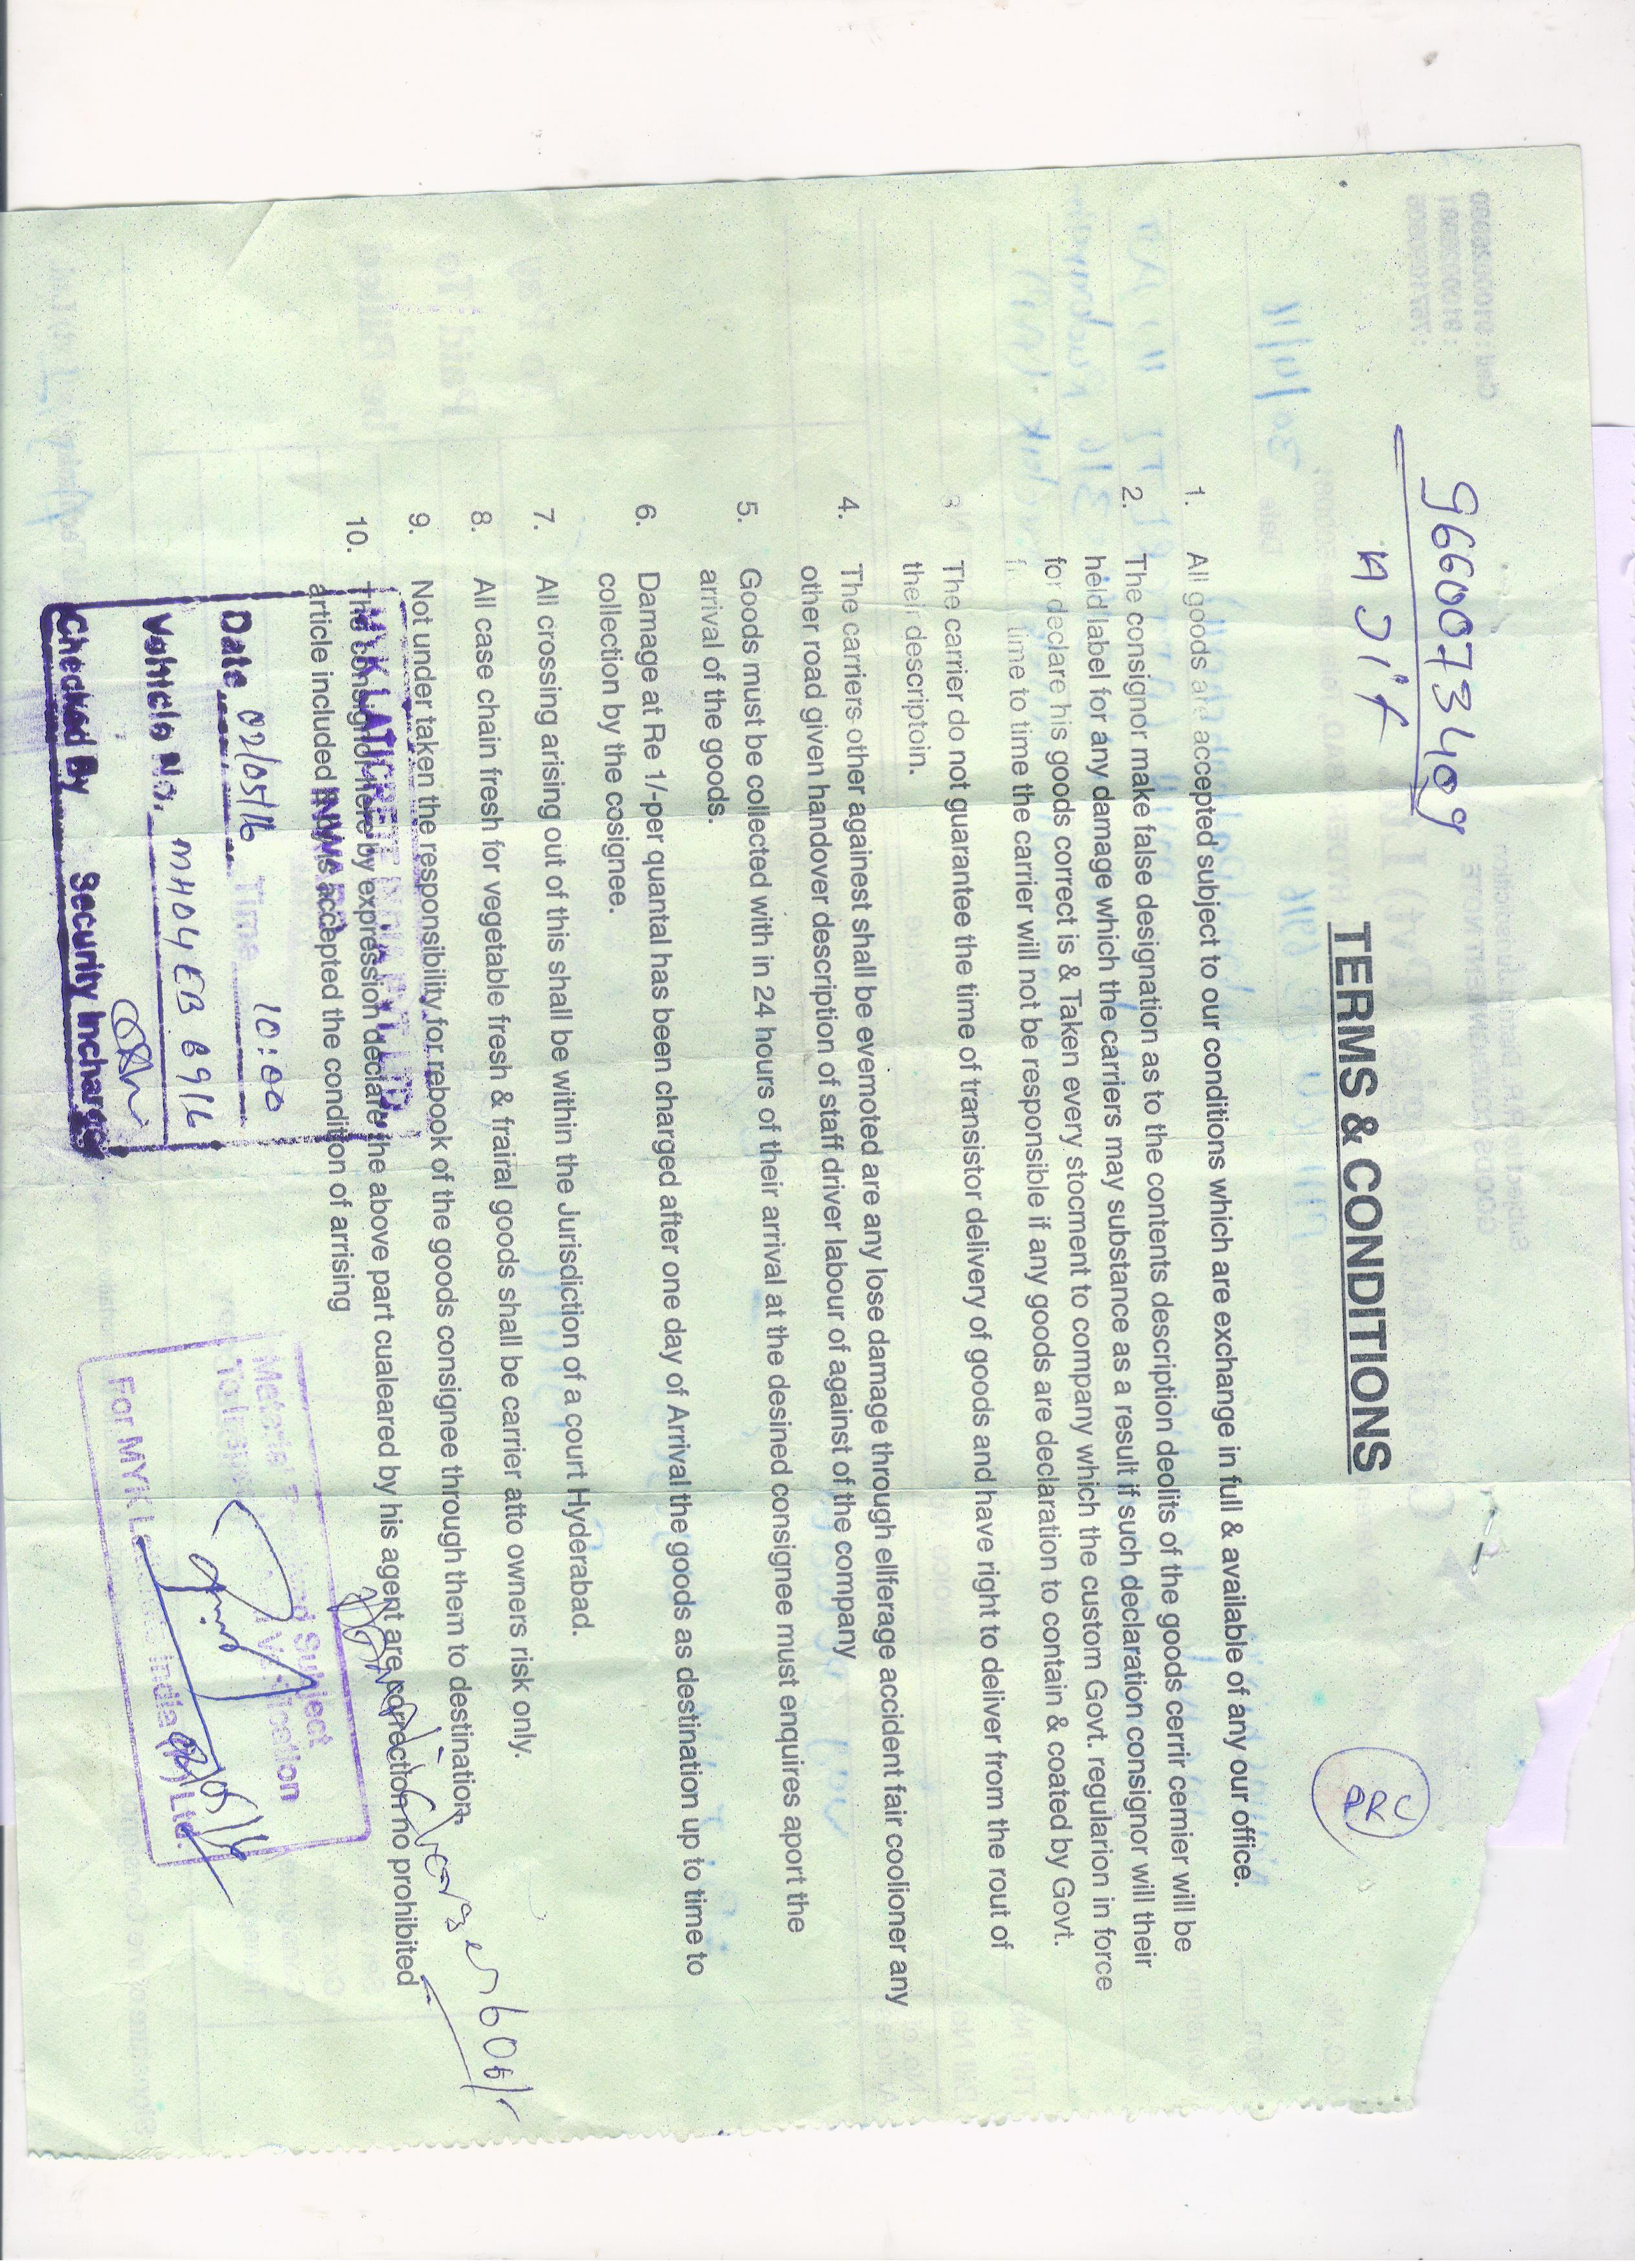 9660073409
TERMS & CONDITIONS
PRC
1. All goods are accepted subject to our conditions which are exchange in full & available of any our office.
2. The consignor make false designation as to the contents description deolits of the goods cerrir cemier will be
held label for any damage which the carriers may substance as a result if such declaration consignor will their
for declare his goods correct is & Taken every stocment to company which the custom Govt. regularion in force
time to time the carrier will not be responsible if any goods are declaration to contain & coated by Govt.
3. The carrier do not guarantee the time of transistor delivery of goods and have right to deliver from the rout of
their descriptoin.
4. The carriers other againest shall be evemoted are any lose damage through ellferage accident fair coolioner any
other road given handover description of staff driver labour of against of the company
5. Goods must be collected with in 24 hours of their arrival at the desined consignee must enquires aport the
arrival of the goods.
6. Damage at Re 1/-per quantal has been charged after one day of Arrival the goods as destination up to time to
collection by the cosignee.
7. All crossing arising out of this shall be within the Jurisdiction of a court Hyderabad.
8. All case chain fresh for vegetable fresh & frairal goods shall be carrier atto owners risk only.
9. Not under taken the responsibility for rebook of the goods consignee through them to destination.
10. The consignor here by expression declare the above part cualeared by his agent are correction no prohibited
article included is accepted the condition of arrising
MYK LATICRETE INDIA PVT. LTD.
INWARD
Date 02/05/16 Time 10:00
Vehicle No. MH04EB 6916
Checked By Security Incharge
Material and Subject
To Verification
For MYK India Ltd.